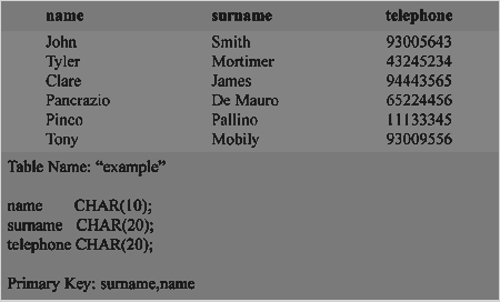 name surname telephone
John Smith 93005643
Tyler Mortimer 43245234
Clare James 94443565
Pancrazio De Mauro 65224456
Pinco Pallino 11133345
Tony Mobily 93009556
Table Name: “example”
name CHAR(10);
surname CHAR(20);
telephone CHAR(20);
Primary Key: surname,name